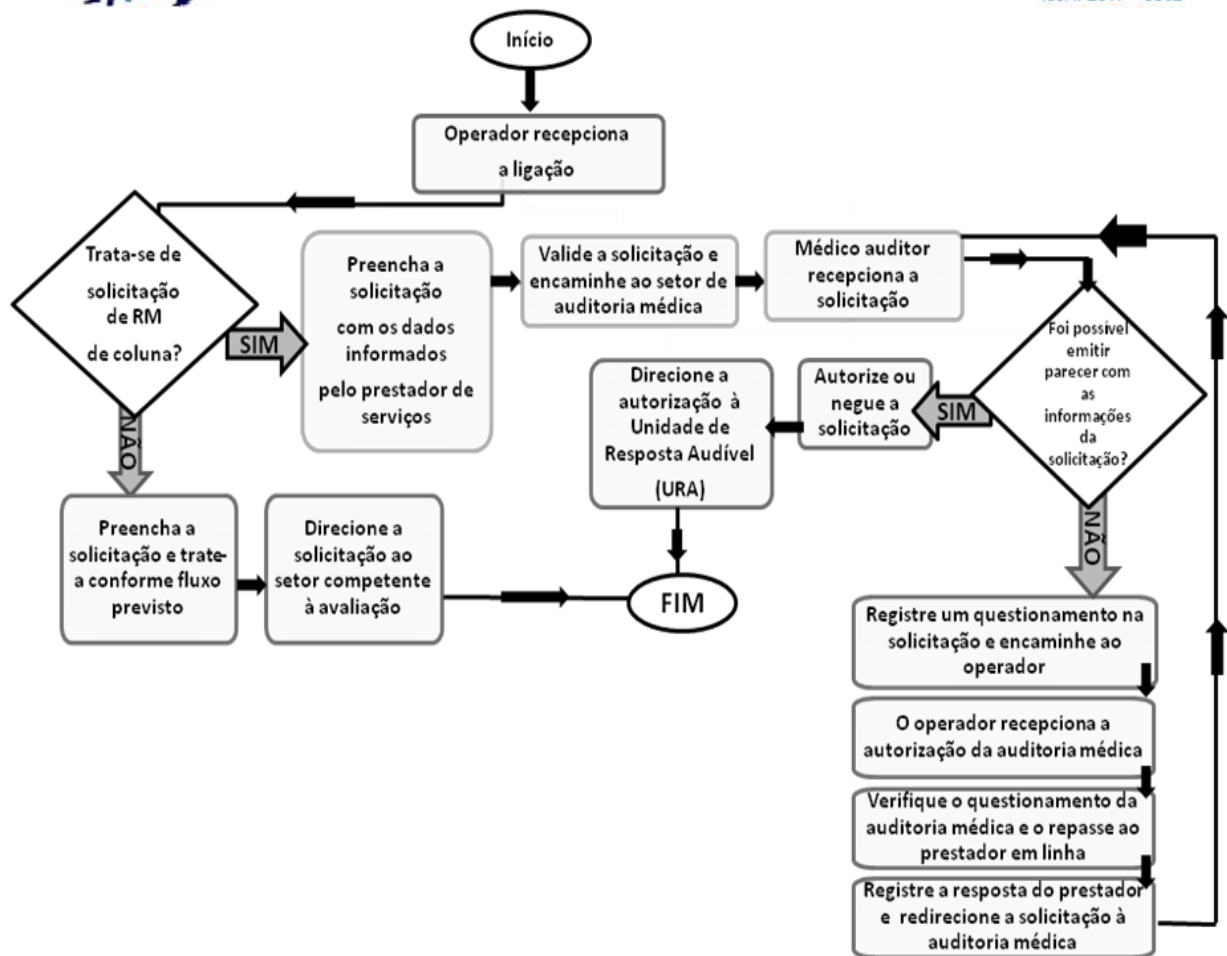 Início
Operador recepciona
a ligação
Trata-se de
solicitação
de RM
de coluna?
SIM
NÃO
Preencha a
solicitação
com os dados
informados
pelo prestador de
serviços
Valide a solicitação e
encaminhe ao setor de
auditoria médica
Médico auditor
recepciona a
solicitação
Foi possível
emitir
parecer com
as
informações
da
solicitação?
SIM
NÃO
Autorize ou
negue a
solicitação
Direcione a
autorização à
Unidade de
Resposta Audível
(URA)
Preencha a
solicitação e trate-
a conforme fluxo
previsto
Direcione a
solicitação ao
setor competente
à avaliação
FIM
Registre um questionamento na
solicitação e encaminhe ao
operador
O operador recepciona a
autorização da auditoria médica
Verifique o questionamento da
auditoria médica e o repasse ao
prestador em linha
Registre a resposta do prestador
e redirecione a solicitação à
auditoria médica